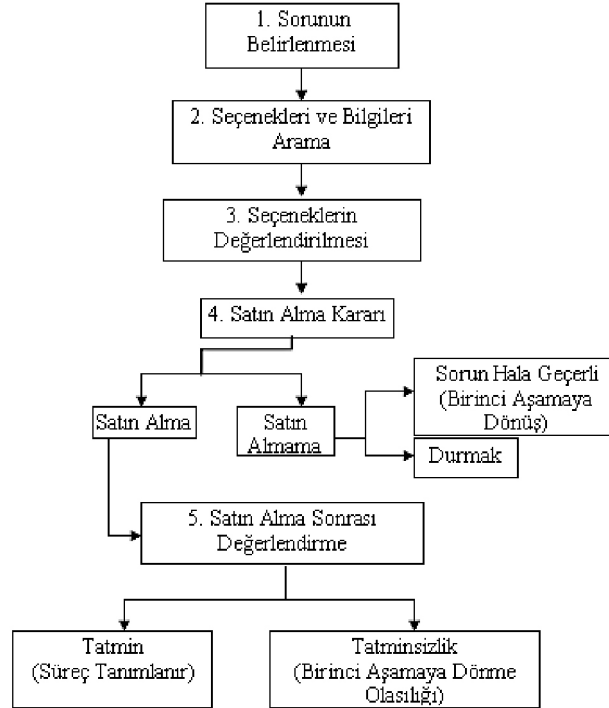 1. Sorunun
Belirlenmesi
2. Seçenekleri ve Bilgileri
Arama
3. Seçeneklerin
Değerlendirilmesi
4. Satın Alma Kararı
Satın Alma
Satın
Almama
Sorun Hala Geçerli
(Birinci Aşamaya
Dönüş)
Durmak
5. Satın Alma Sonrası
Değerlendirme
Tatmin
(Süreç Tanımlanır)
Tatminsizlik
(Birinci Aşamaya Dönme
Olasılığı)